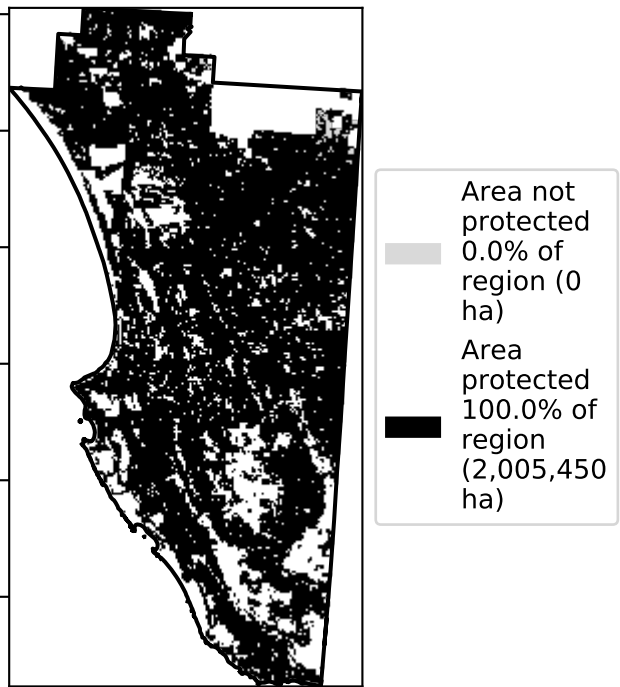 Area not
protected
0.0% of
region (0
ha)
Area
protected
100.0% of
region
(2,005,450
ha)